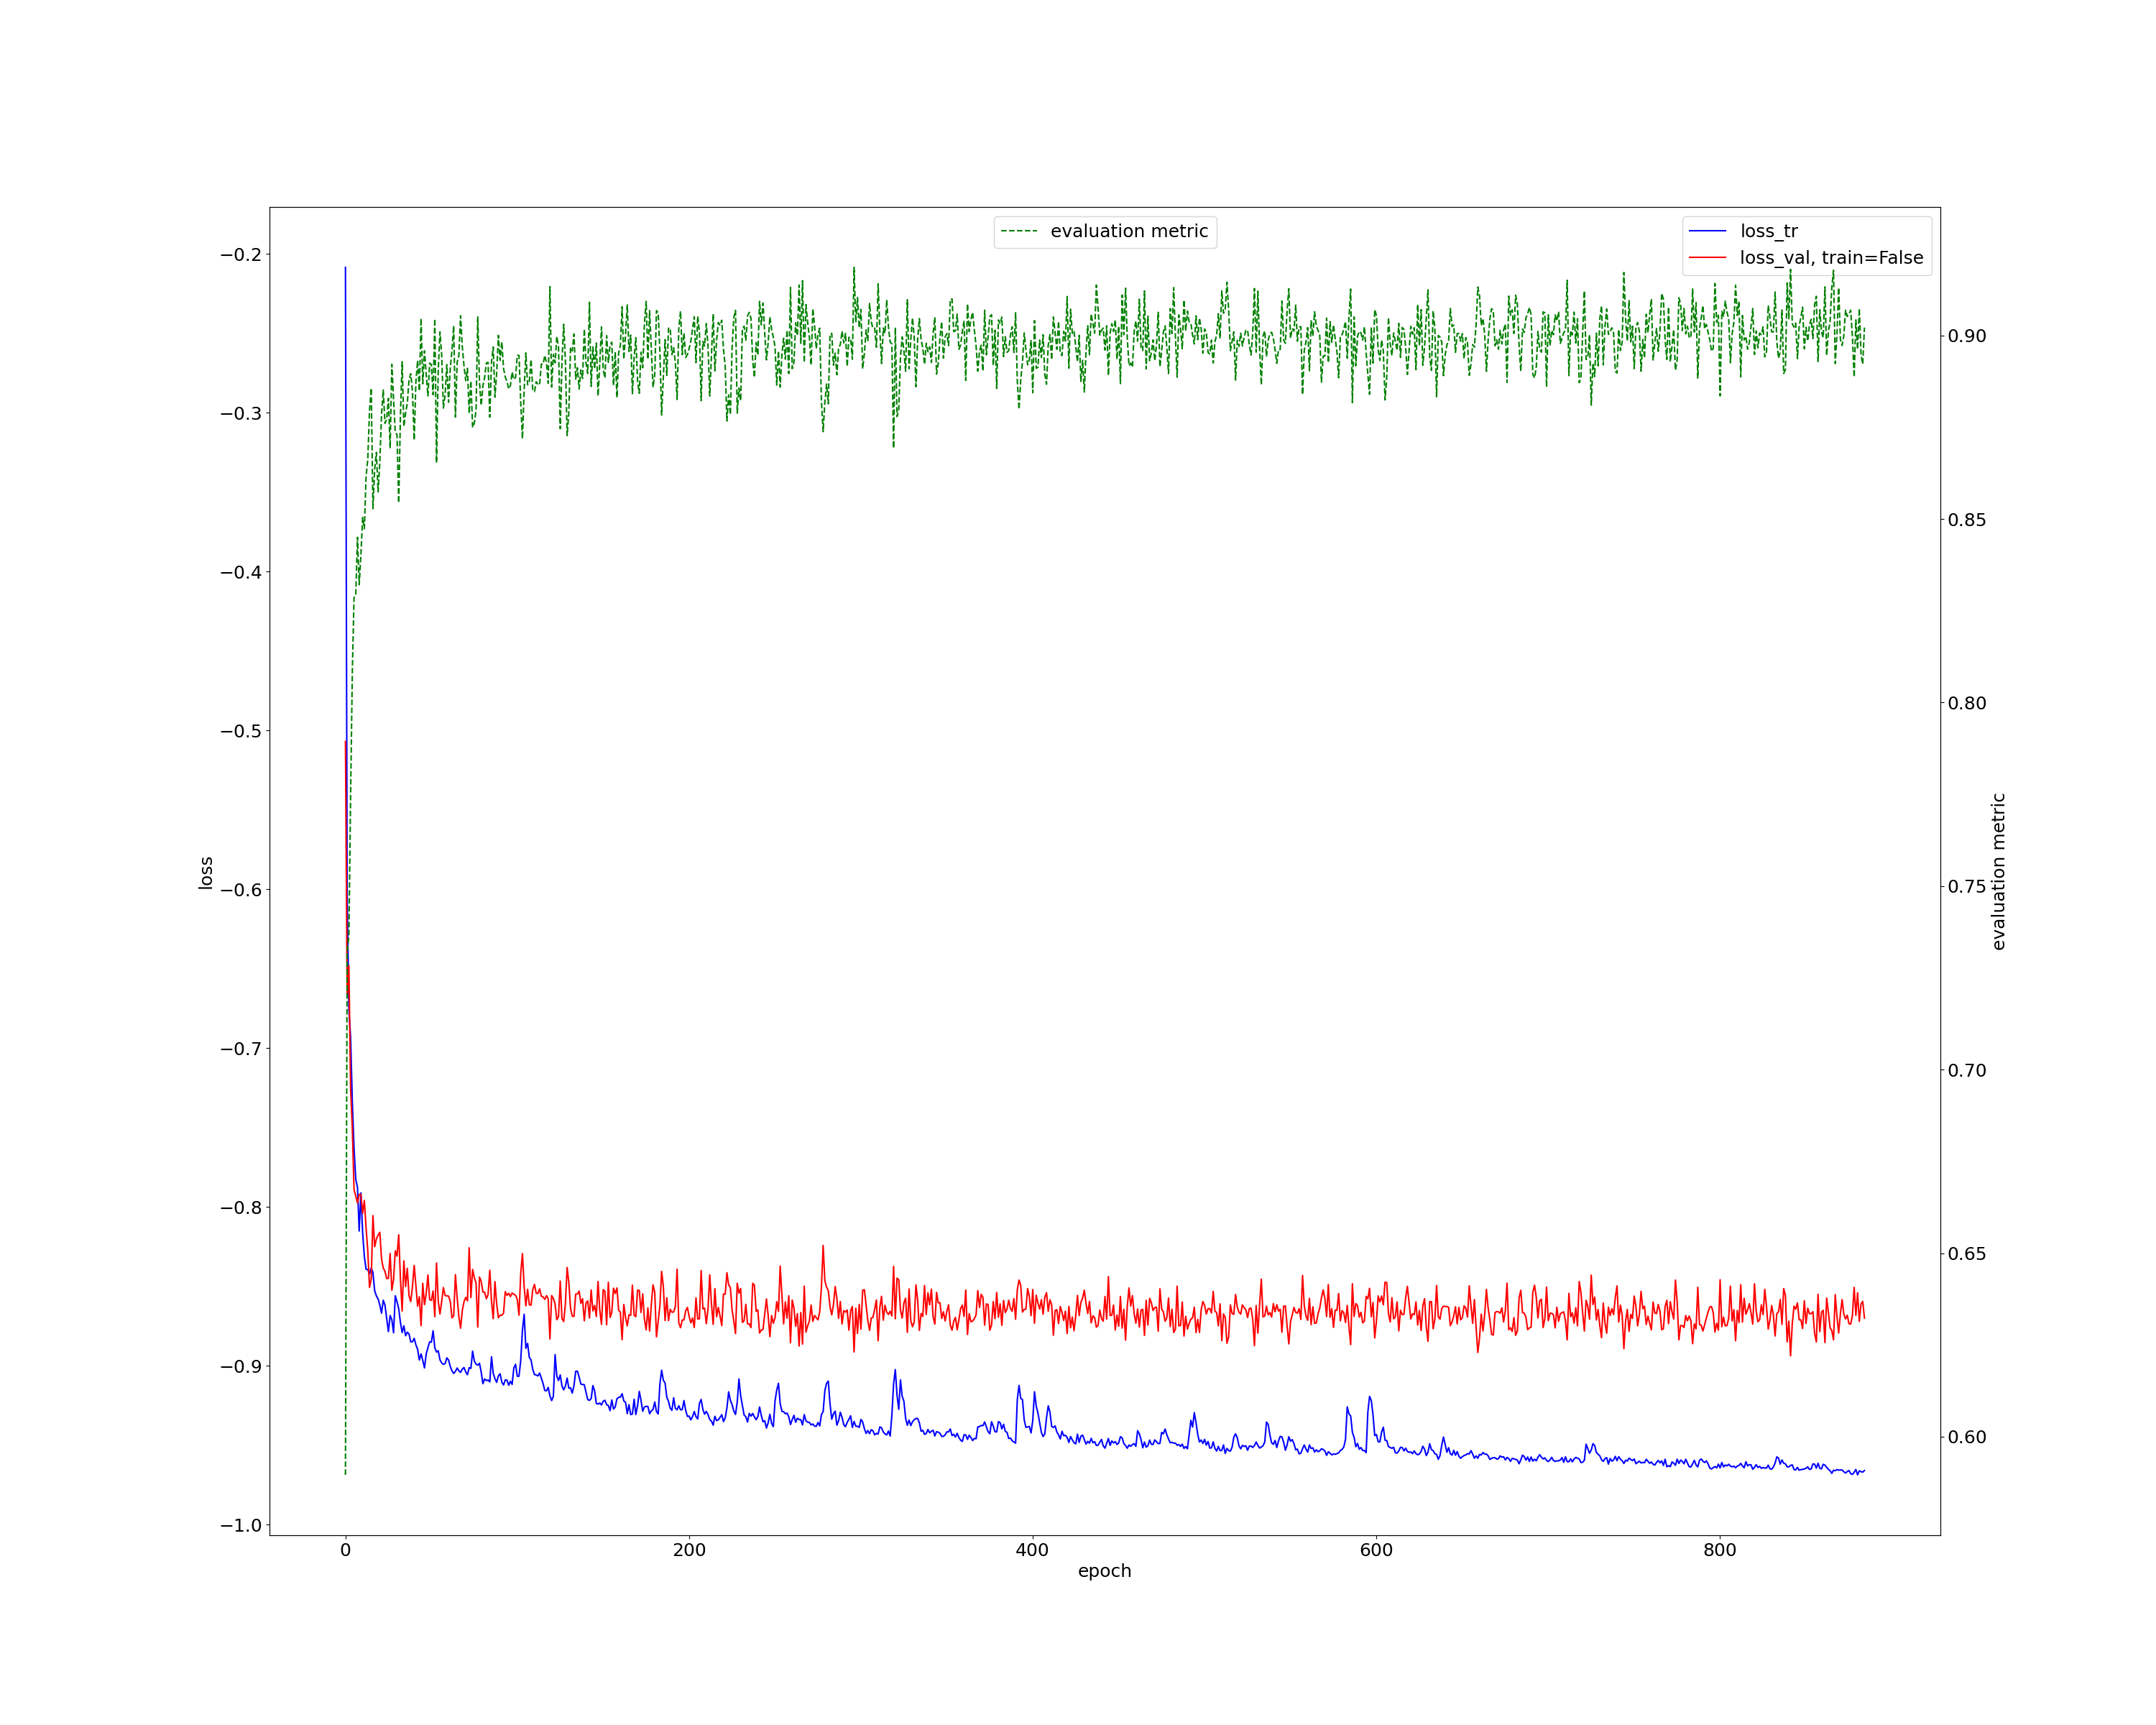 evaluation metric
loss_tr
loss_val, train=False
−0.2
−0.3
−0.4
−0.5
−0.6
−0.7
−0.8
−0.9
−1.0
loss
0.90
0.85
0.80
0.75
0.70
0.65
0.60
evaluation metric
0 200 400 600 800
epoch